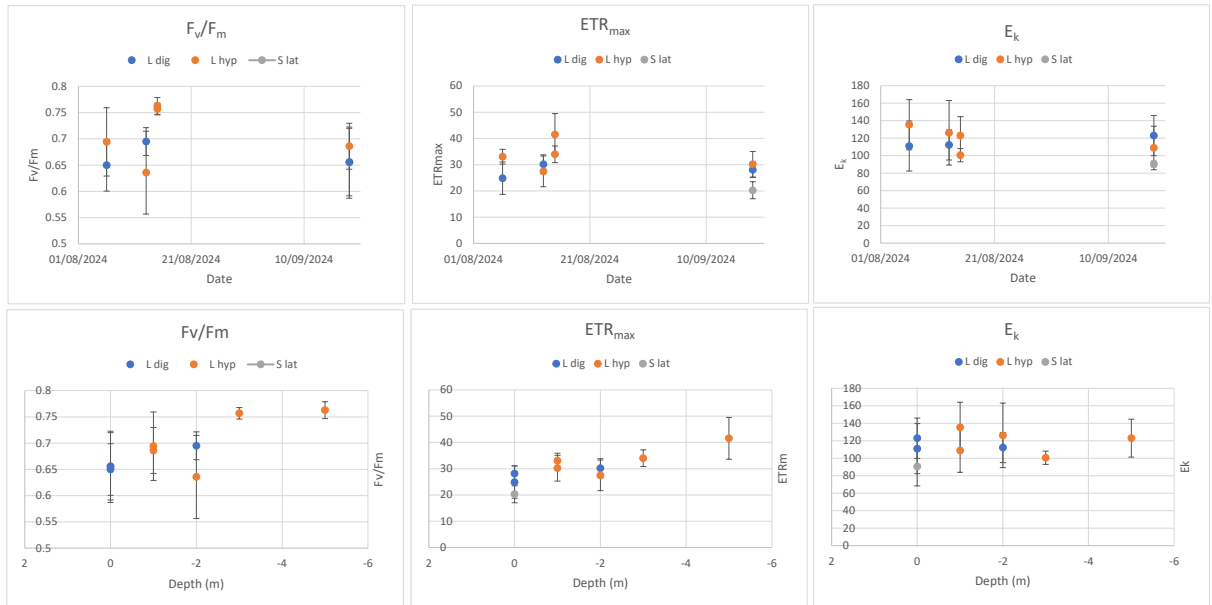 Fv/Fm
L dig L hyp S lat
0.8
0.75
0.7
0.65
0.6
0.55
0.5
Fv/Fm
01/08/2024 21/08/2024 10/09/2024
Date
ETRmax
L dig L hyp S lat
60
50
40
30
20
10
0
ETRmax
01/08/2024 21/08/2024 10/09/2024
Date
Ek
L dig L hyp S lat
180
160
140
120
100
80
60
40
20
0
Ek
01/08/2024 21/08/2024 10/09/2024
Date
Fv/Fm
L dig L hyp S lat
0.8
0.75
0.7
0.65
0.6
0.55
0.5
Fv/Fm
2 0 -2 -4 -6
Depth (m)
ETRmax
L dig L hyp S lat
60
50
40
30
20
10
0
ETRm
2 0 -2 -4 -6
Depth (m)
Ek
L dig L hyp S lat
180
160
140
120
100
80
60
40
20
0
Ek
2 0 -2 -4 -6
Depth (m)